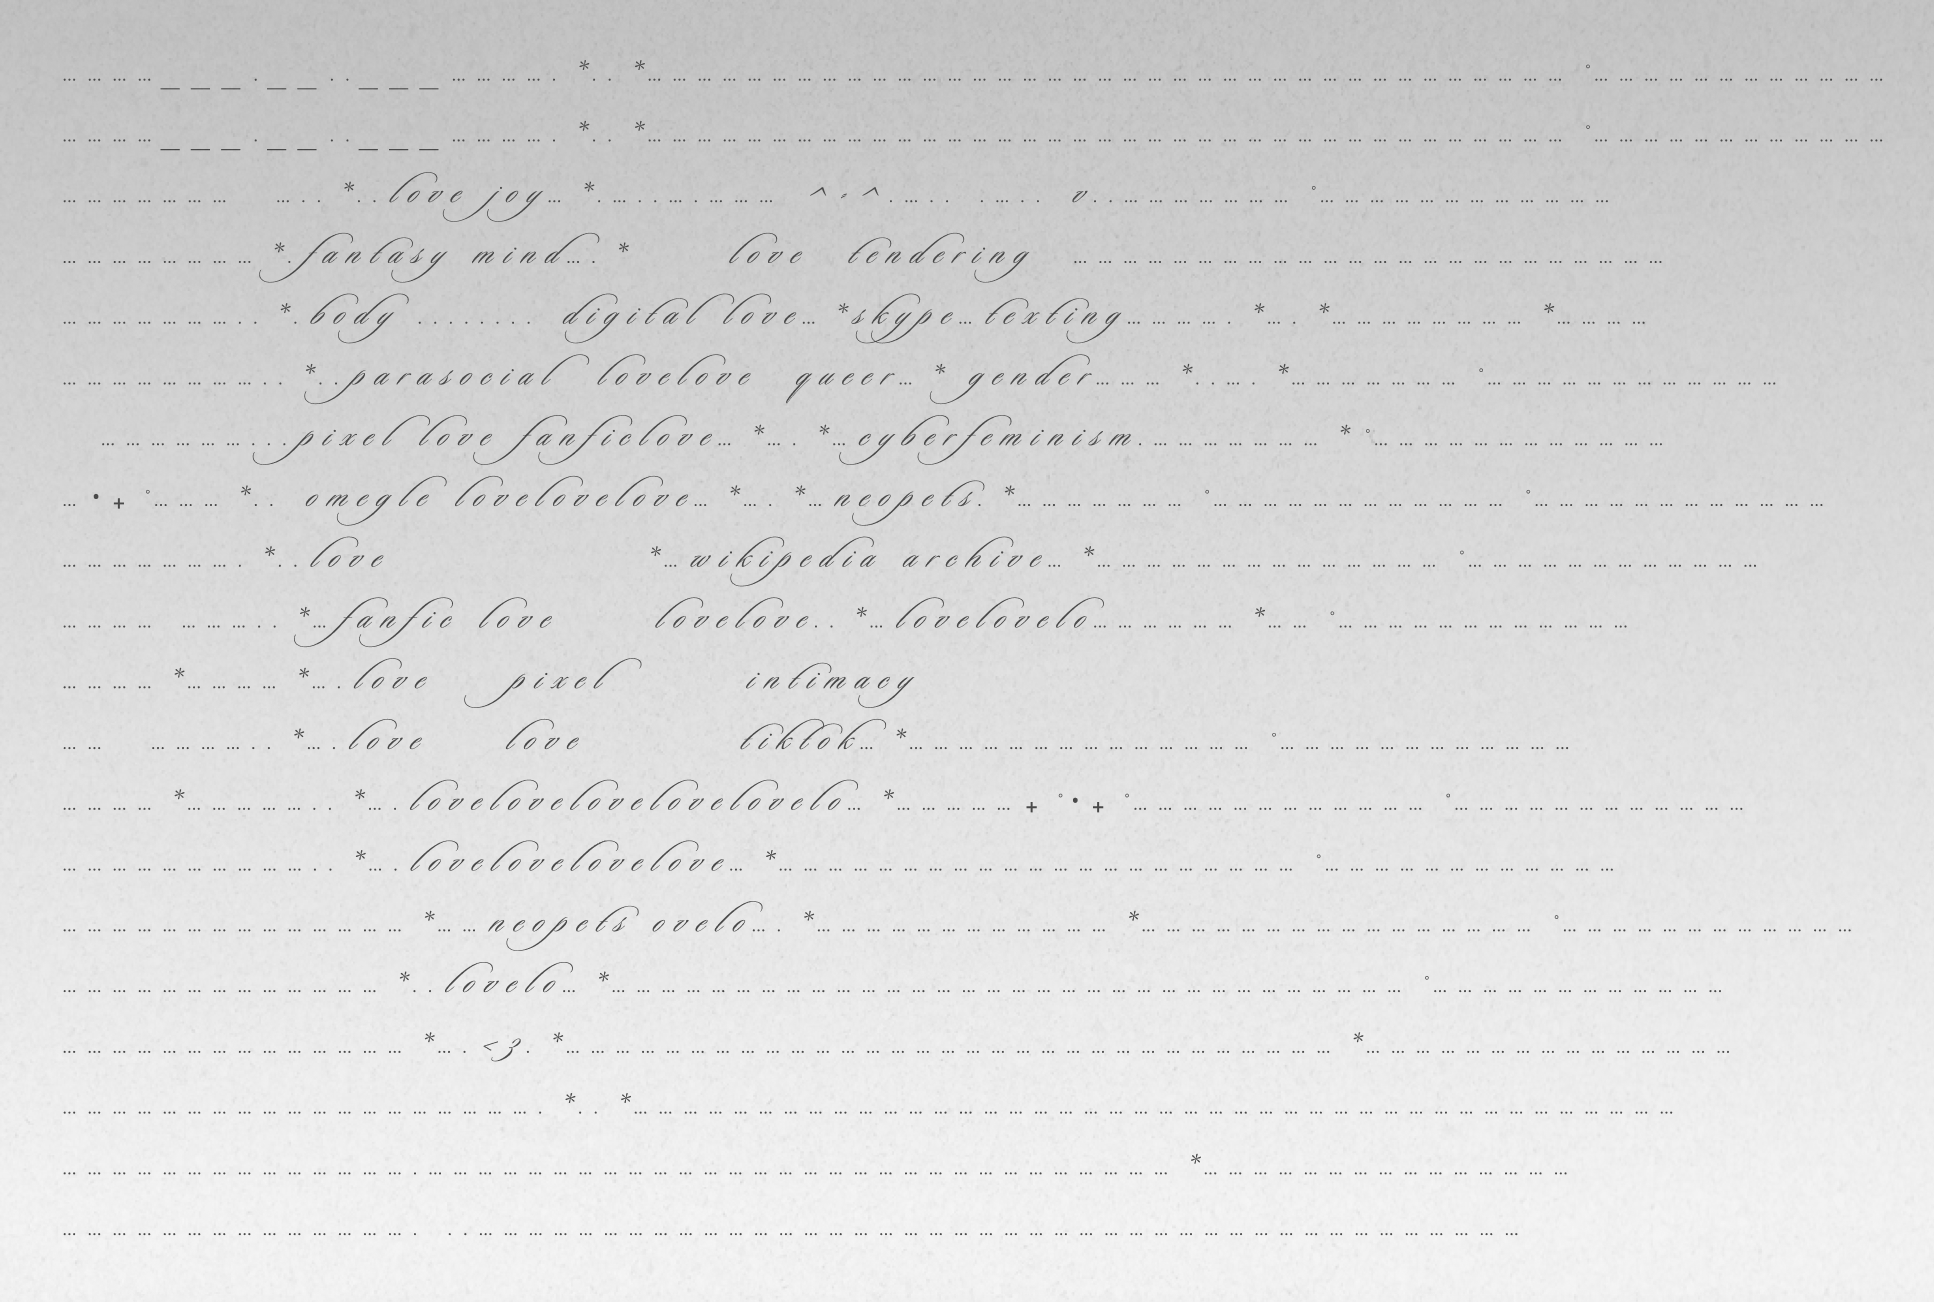 … … … …_ _ _ . _ _ . . _ _ _ … … … … . *. . *… … … … … … … … … … … … … … … … … … … … … … … … … … … … … … … … … … … … … °… … … … … … … … … … … …
… … … …_ _ _ . _ _ . . _ _ _ … … … … . *. . *… … … … … … … … … … … … … … … … … … … … … … … … … … … … … … … … … … … … … °… … … … … … … … … … … …
… … … … … … … … . . *. . love joy… *. … . . … . … … … ^ ° ^ . … . . . … . . v . . … … … … … … … °… … … … … … … … … … … …
… … … … … … … … *. fantasy mind… . * love tendering … … … … … … … … … … … … … … … … … … … … … … … …
… … … … … … … . . *. body . . . . . . . . digital love… *skype… texting… … … … . *… . *… … … … … … … … *… … … …
… … … … … … … … . . *. . parasocial lovelove queer… * gender… … … *. . … . *… … … … … … … °… … … … … … … … … … … …
… … … … … … . . . pixel love fanficlove… *… . *… cyberfeminism. … … … … … … … * °… … … … … … … … … … … …
… • + °… … … *. . omegle lovelovelove… *… . *… neopets. *… … … … … … … °… … … … … … … … … … … … °… … … … … … … … … … … …
… … … … … … … . *. . love *… wikipedia archive… *… … … … … … … … … … … … … … °… … … … … … … … … … … …
… … … … … … … . . *… fanfic love lovelove. . *… lovelovelo… … … … … … *… … °… … … … … … … … … … … …
… … … … *… … … … *… . love pixel intimacy
… … … … … … . . *… . love love tiktok… *… … … … … … … … … … … … … … °… … … … … … … … … … … …
… … … … *… … … … … . . *… . lovelovelovelovelovelo… *… … … … … + ° • + °… … … … … … … … … … … … °… … … … … … … … … … … …
… … … … … … … … … … . . *… . lovelovelovelove… *… … … … … … … … … … … … … … … … … … … … … °… … … … … … … … … … … …
… … … … … … … … … … … … … … *… … neopets ovelo… . *… … … … … … … … … … … … *… … … … … … … … … … … … … … … … °… … … … … … … … … … … …
… … … … … … … … … … … … … *. . lovelo… *… … … … … … … … … … … … … … … … … … … … … … … … … … … … … … … … °… … … … … … … … … … … …
… … … … … … … … … … … … … … *… . <3 . *… … … … … … … … … … … … … … … … … … … … … … … … … … … … … … … *… … … … … … … … … … … … … … …
… … … … … … … … … … … … … … … … … … … . *. . *… … … … … … … … … … … … … … … … … … … … … … … … … … … … … … … … … … … … … … … … … …
… … … … … … … … … … … … … … . … … … … … … … … … … … … … … … … … … … … … … … … … … … … … … *… … … … … … … … … … … … … … …
… … … … … … … … … … … … … … . . . … … … … … … … … … … … … … … … … … … … … … … … … … … … … … … … … … … … … … … … … … …